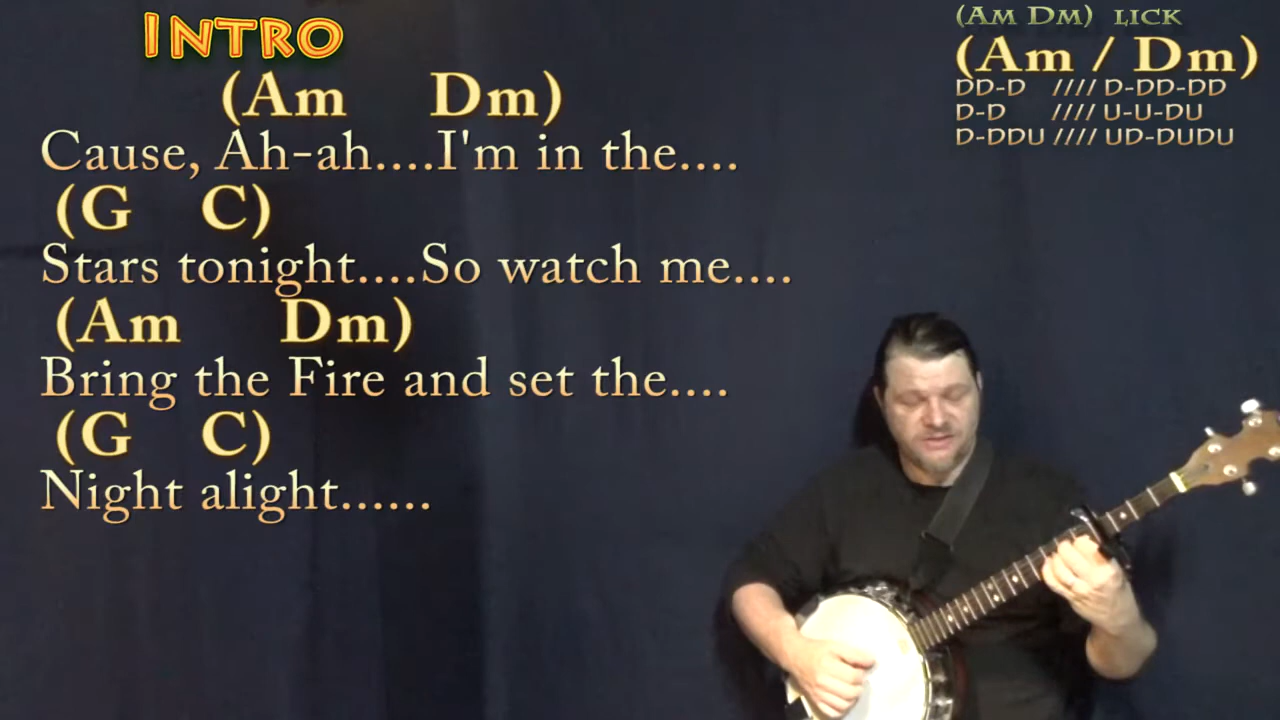 INTRO
(Am Dm)
Cause, Ah-ah....I'm in the....
(G C)
Stars tonight....So watch me....
(Am Dm)
Bring the Fire and set the....
(G C)
Night alight......
(AM DM) LICK
(Am / Dm)
DD-D //// D-DD-DD
D-D //// U-U-DU
D-DDU //// UD-DUDU